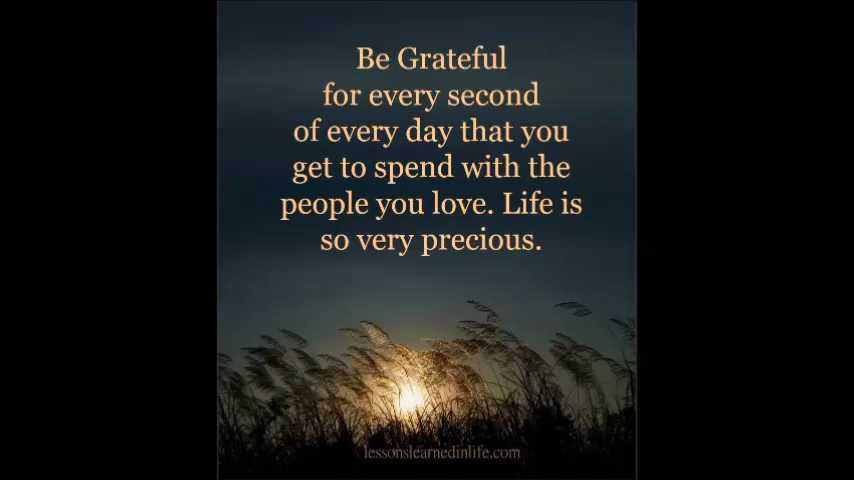 Be Grateful
for every second
of every day that you
get to spend with the
people you love. Life is
so very precious.
lessonslearnedinlife.com